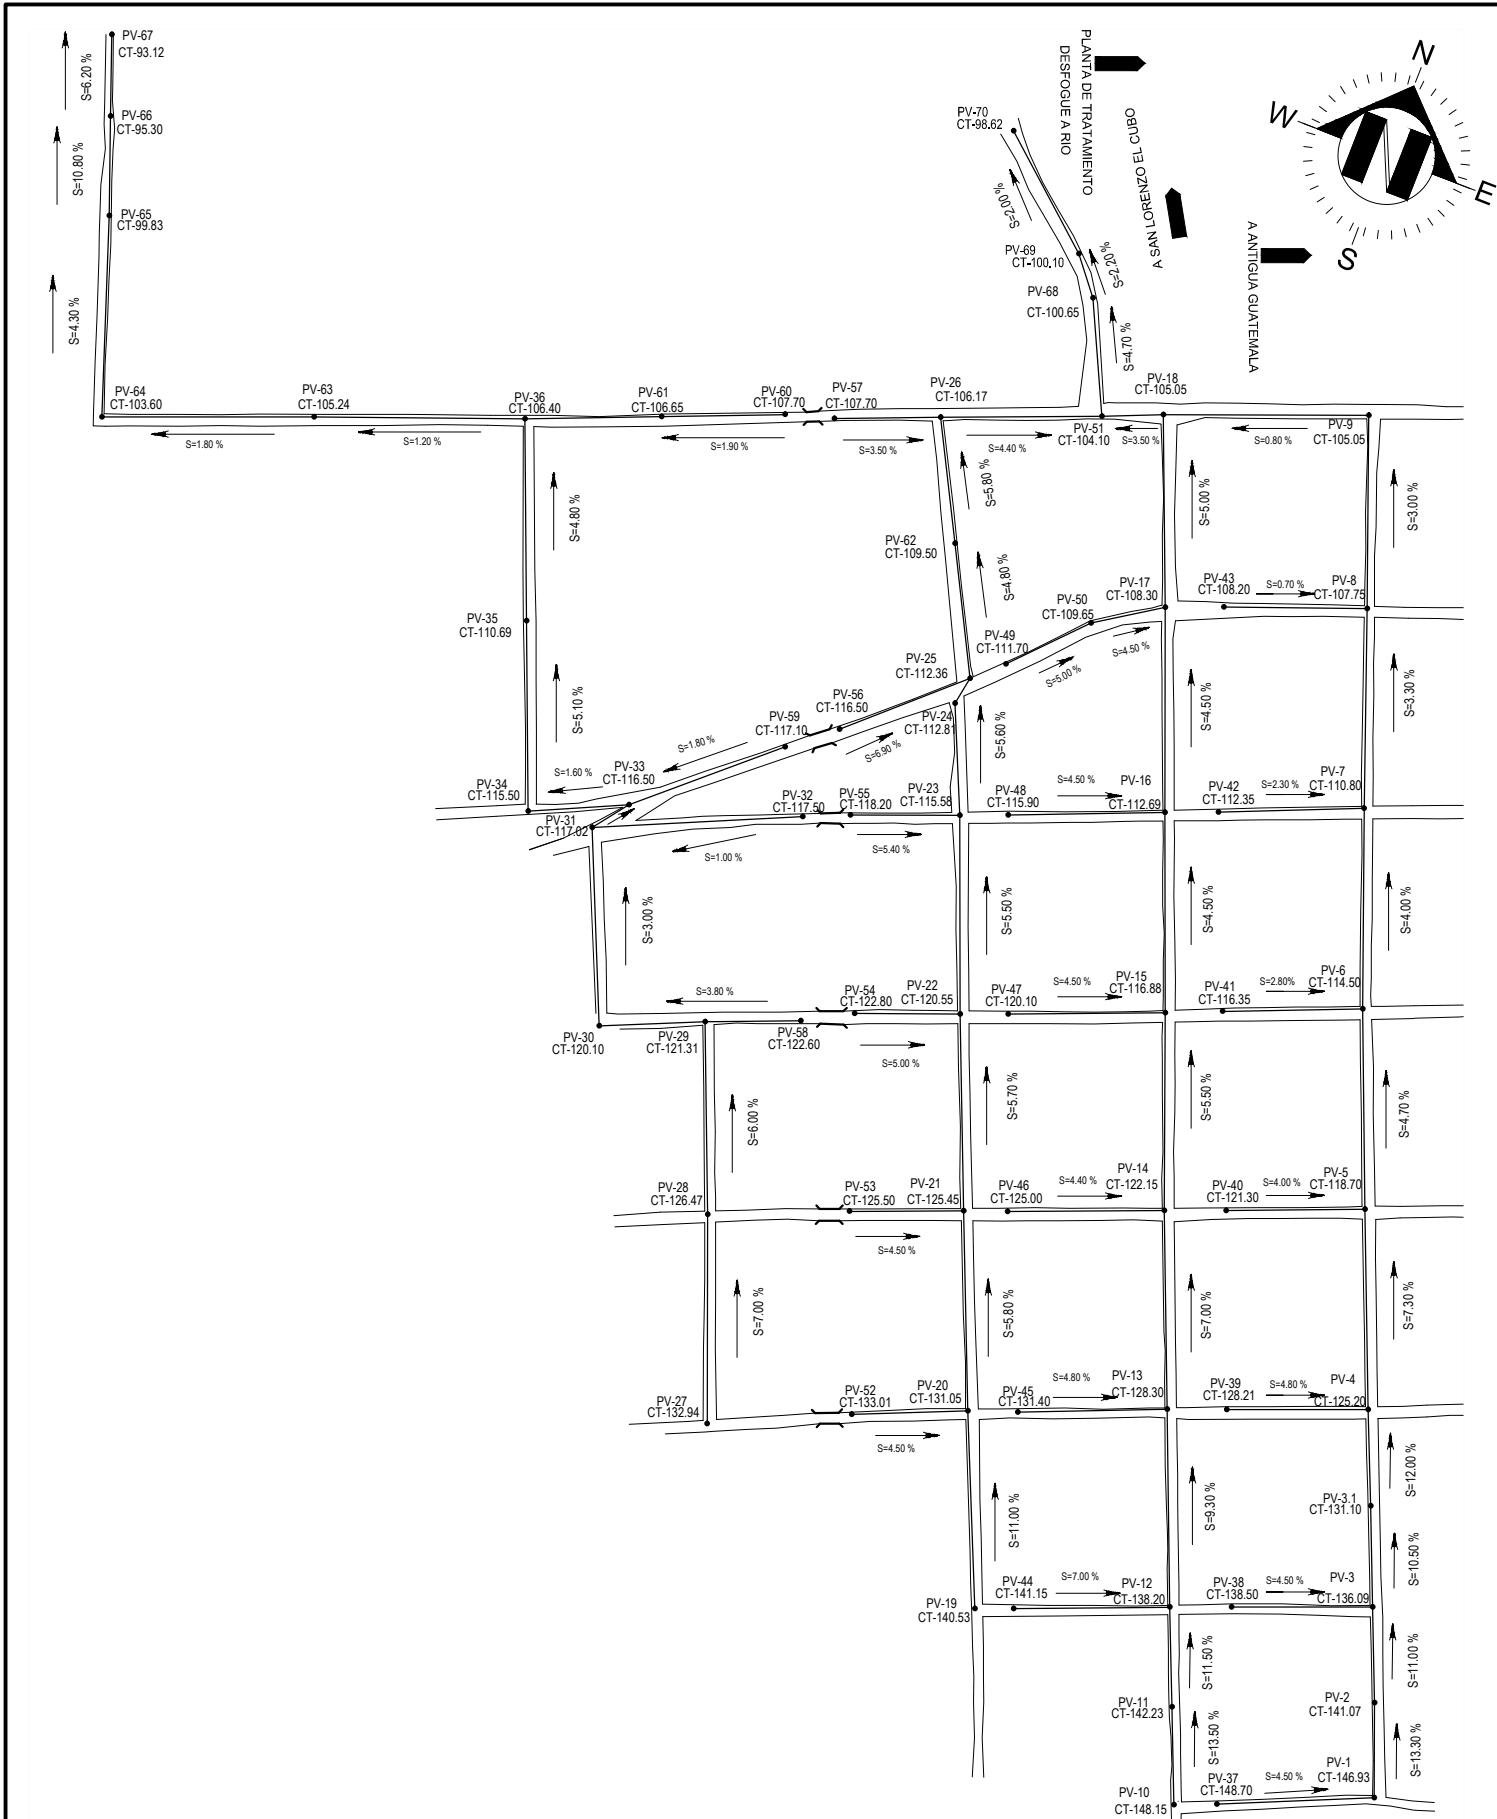 PV-67
CT-93.12
S=6.20 %
PV-66
CT-95.30
S=10.80 %
PV-65
CT-99.83
S=4.30 %
PLANTA DE TRATAMIENTO
DESFOGUE A RIO
A SAN LORENZO EL CUBO
A ANTIGUA GUATEMALA
N
W
E
S
PV-70
CT-98.62
S=2.00 %
PV-69
CT-100.10
S=2.20 %
PV-68
CT-100.65
S=4.70 %
PV-64
CT-103.60
PV-63
CT-105.24
PV-36
CT-106.40
PV-61
CT-106.65
PV-60
CT-107.70
PV-57
CT-107.70
PV-26
CT-106.17
PV-18
CT-105.05
PV-51
CT-104.10
PV-9
CT-105.05
S=1.80 %
S=1.20 %
S=1.90 %
S=3.50 %
S=4.40 %
S=3.50 %
S=0.80 %
S=4.80 %
S=5.80 %
S=5.00 %
S=3.00 %
PV-62
CT-109.50
S=4.80 %
PV-35
CT-110.69
PV-50
CT-109.65
PV-17
CT-108.30
PV-43
CT-108.20
S=0.70 %
PV-8
CT-107.75
PV-49
CT-111.70
S=4.50 %
S=5.00 %
PV-25
CT-112.36
S=5.10 %
PV-56
CT-116.50
PV-59
CT-117.10
PV-24
CT-112.81
S=5.60 %
S=4.50 %
S=3.30 %
S=1.80 %
S=6.90 %
S=1.60 %
PV-34
CT-115.50
PV-33
CT-116.50
PV-31
CT-117.02
PV-32
CT-117.50
PV-55
CT-118.20
PV-23
CT-115.58
PV-48
CT-115.90
S=4.50 %
PV-16
CT-112.69
PV-42
CT-112.35
S=2.30 %
PV-7
CT-110.80
S=1.00 %
S=5.40 %
S=3.00 %
S=5.50 %
S=4.50 %
S=4.00 %
S=3.80 %
PV-54
CT-122.80
PV-22
CT-120.55
PV-47
CT-120.10
S=4.50 %
PV-15
CT-116.88
PV-41
CT-116.35
S=2.80%
PV-6
CT-114.50
PV-30
CT-120.10
PV-29
CT-121.31
PV-58
CT-122.60
S=5.00 %
S=6.00 %
S=5.70 %
S=5.50 %
S=4.70 %
PV-28
CT-126.47
PV-53
CT-125.50
PV-21
CT-125.45
PV-46
CT-125.00
S=4.40 %
PV-14
CT-122.15
PV-40
CT-121.30
S=4.00 %
PV-5
CT-118.70
S=4.50 %
S=7.00 %
S=5.80 %
S=7.00 %
S=7.30 %
PV-27
CT-132.94
PV-52
CT-133.01
PV-20
CT-131.05
PV-45
CT-131.40
S=4.80 %
PV-13
CT-128.30
PV-39
CT-128.21
S=4.80 %
PV-4
CT-125.20
S=4.50 %
S=12.00 %
S=11.00 %
S=9.30 %
PV-3.1
CT-131.10
S=10.50 %
PV-19
CT-140.53
PV-44
CT-141.15
S=7.00 %
PV-12
CT-138.20
PV-38
CT-138.50
S=4.50 %
PV-3
CT-136.09
S=11.50 %
S=11.00 %
PV-11
CT-142.23
PV-2
CT-141.07
S=13.50 %
S=13.30 %
PV-10
CT-148.15
PV-37
CT-148.70
S=4.50 %
PV-1
CT-146.93